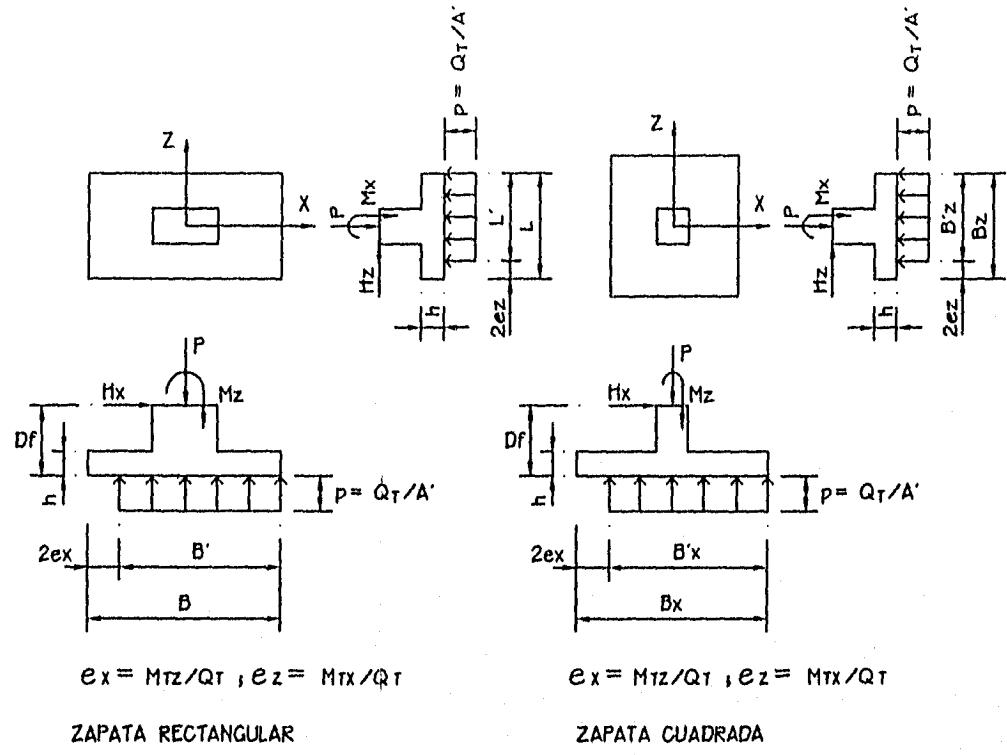 p = QT/A'
p = QT/A'
Z
Z
Mx
Mx
X
P
L'
L
X
P
B'z
Bz
Hz
Hz
h
2ez
h
2ez
P
P
Hx
Mz
Hx
Mz
Df
Df
h
p= QT/A'
h
p= QT/A'
2ex
B'
2ex
B'x
B
Bx
ex = MTZ/QT ; ez = MTX/QT
ex = MTZ/QT ; ez = MTX/QT
ZAPATA RECTANGULAR
ZAPATA CUADRADA